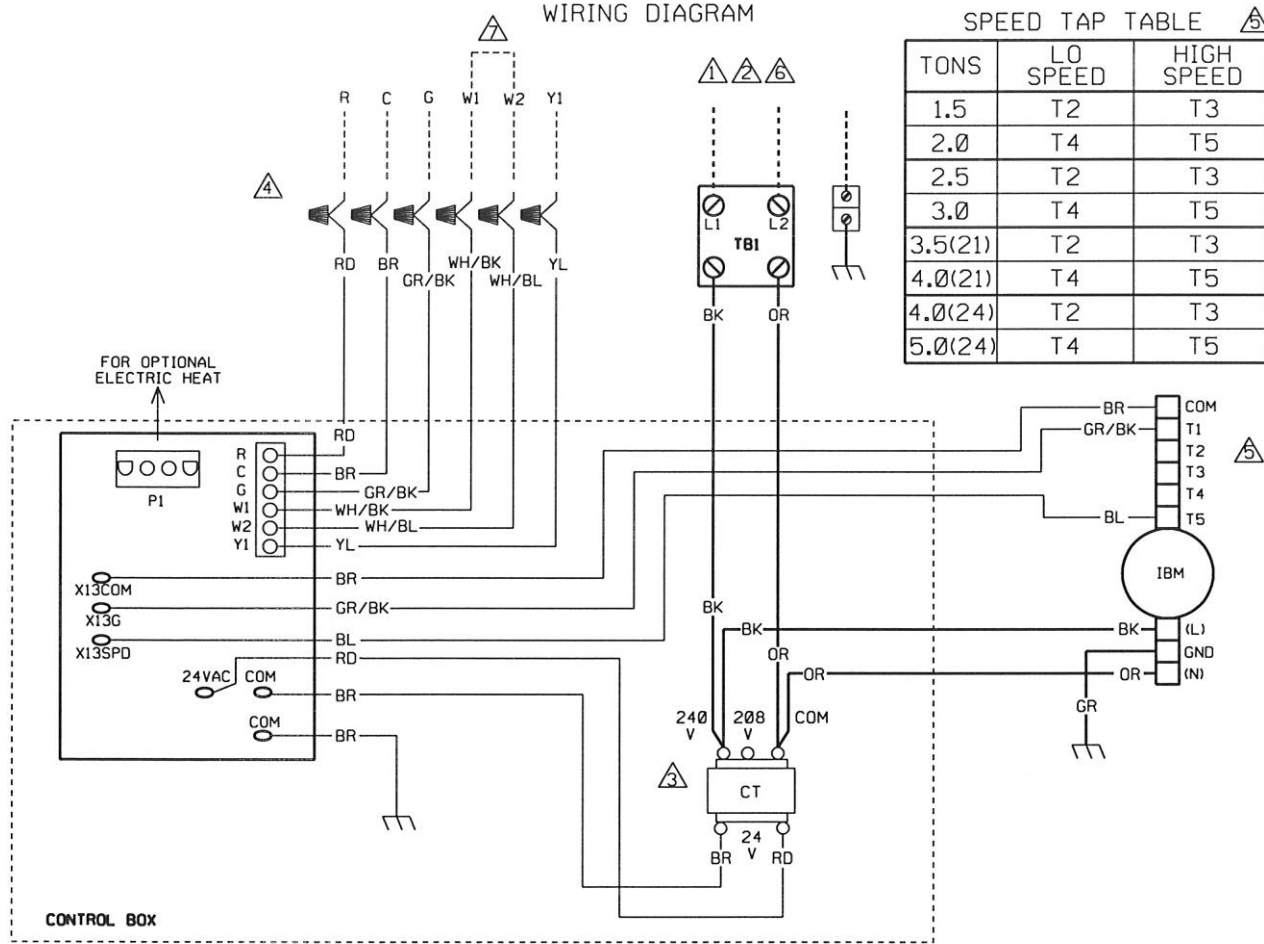 WIRING DIAGRAM
SPEED TAP TABLE 5
TONS LO SPEED HIGH SPEED
1.5 T2 T3
2.0 T4 T5
2.5 T2 T3
3.0 T4 T5
3.5(21) T2 T3
4.0(21) T4 T5
4.0(24) T2 T3
5.0(24) T4 T5
7
1 2 6
R C G W1 W2 Y1
4
L1 L2
TB1
RD BR GR/BK WH/BK WH/BL YL
BK OR
FOR OPTIONAL
ELECTRIC HEAT
P1
R RD
C BR
G GR/BK
W1 WH/BK
W2 WH/BL
Y1 YL
BR COM
GR/BK T1
T2
T3
T4
BL T5
5
IBM
X13COM BR
X13G GR/BK
X13SPD BL
RD
24VAC COM BR
COM BR
BK
BK BK (L)
OR GND
OR OR (N)
GR
240 V 208 V COM
3
CT
24 V
BR RD
CONTROL BOX